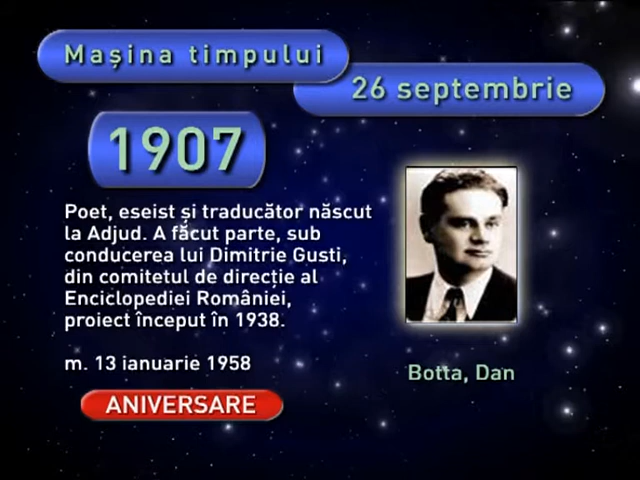 Mașina timpului
26 septembrie
1907
Poet, eseist și traducător născut
la Adjud. A făcut parte, sub
conducerea lui Dimitrie Gusti,
din comitetul de direcție al
Enciclopediei României,
proiect început în 1938.
m. 13 ianuarie 1958
ANIVERSARE
Botta, Dan